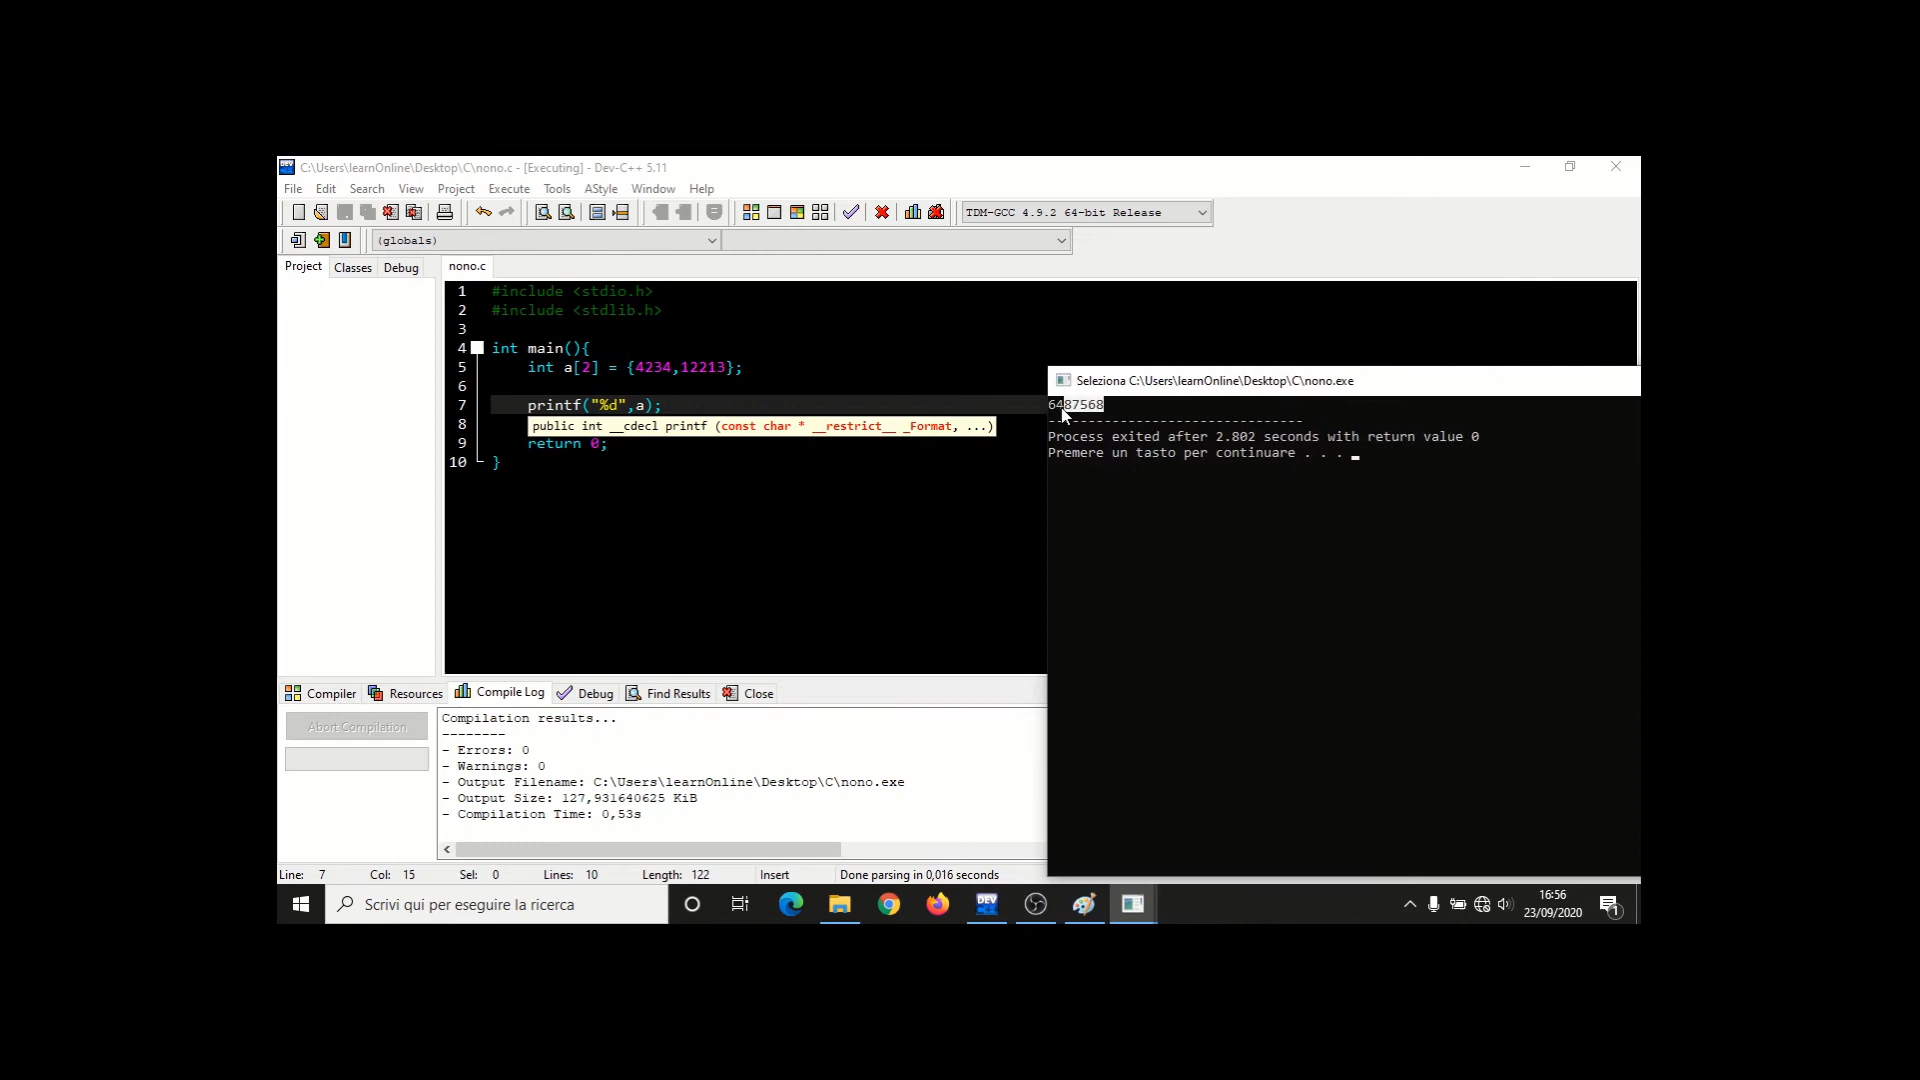 C:\Users\learnOnline\Desktop\C\nono.c - [Executing] - Dev-C++ 5.11
File Edit Search View Project Execute Tools AStyle Window Help
TDM-GCC 4.9.2 64-bit Release
(globals)
Project Classes Debug nono.c
1 #include <stdio.h>
2 #include <stdlib.h>
3
4 int main(){
5 int a[2] = {4234,12213};
6
7 printf("%d",a);
8 public int __cdecl printf (const char * __restrict__ _Format, ...)
9 return 0;
10 }
Seleziona C:\Users\learnOnline\Desktop\C\nono.exe
6487568
--------------------------------
Process exited after 2.802 seconds with return value 0
Premere un tasto per continuare . . .
Compiler Resources Compile Log Debug Find Results Close
Abort Compilation
Compilation results...
--------
- Errors: 0
- Warnings: 0
- Output Filename: C:\Users\learnOnline\Desktop\C\nono.exe
- Output Size: 127,931640625 KiB
- Compilation Time: 0,53s
Line: 7 Col: 15 Sel: 0 Lines: 10 Length: 122 Insert Done parsing in 0,016 seconds
Scrivi qui per eseguire la ricerca
DEV
16:56
23/09/2020
1